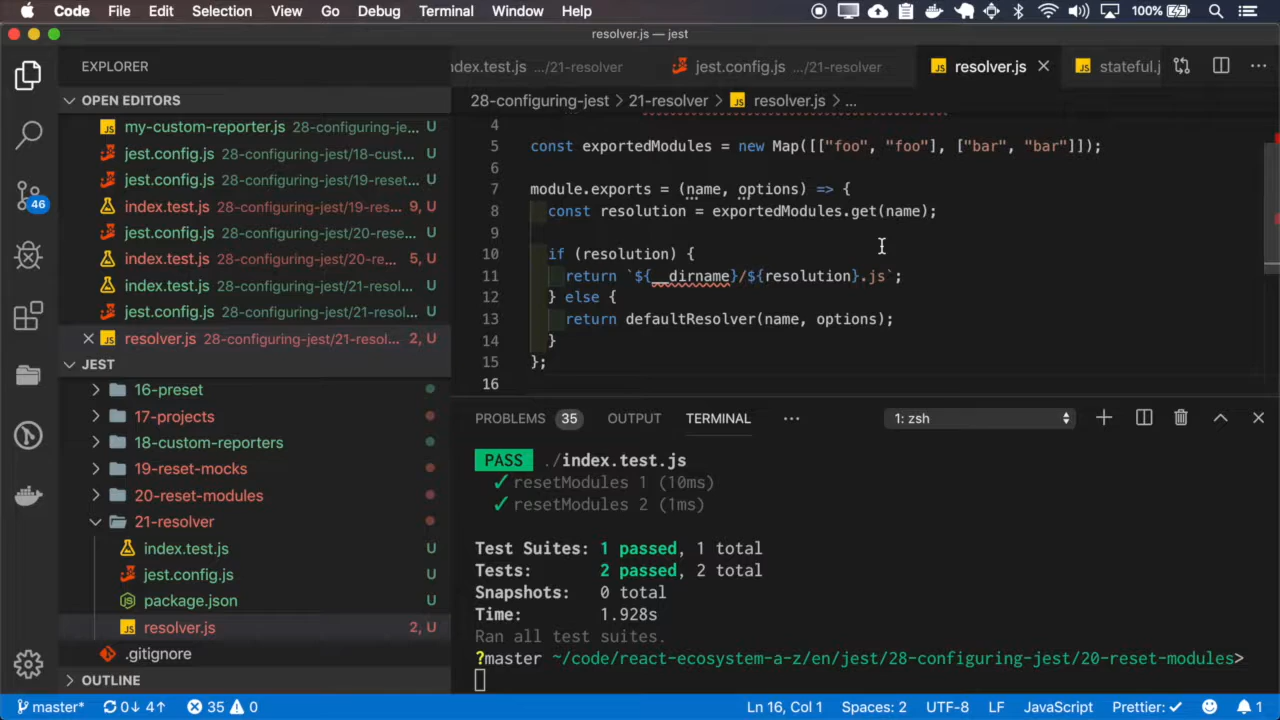 Code File Edit Selection View Go Debug Terminal Window Help 100%
resolver.js — jest
EXPLORER
ndex.test.js .../21-resolver
jest.config.js .../21-resolver
resolver.js
stateful.j
OPEN EDITORS
28-configuring-jest > 21-resolver > resolver.js > ...
my-custom-reporter.js 28-configuring-je... U
jest.config.js 28-configuring-jest/18-cust... U
jest.config.js 28-configuring-jest/19-reset... U
index.test.js 28-configuring-jest/19-res... 9, U
jest.config.js 28-configuring-jest/20-rese... U
index.test.js 28-configuring-jest/20-re... 5, U
index.test.js 28-configuring-jest/21-resol... U
jest.config.js 28-configuring-jest/21-resol... U
resolver.js 28-configuring-jest/21-resol... 2, U
46
JEST
16-preset
17-projects
18-custom-reporters
19-reset-mocks
20-reset-modules
21-resolver
index.test.js U
jest.config.js U
package.json U
resolver.js 2, U
.gitignore
OUTLINE
4
5 const exportedModules = new Map([["foo", "foo"], ["bar", "bar"]]);
6
7 module.exports = (name, options) => {
8 const resolution = exportedModules.get(name);
9
10 if (resolution) {
11 return `${__dirname}/${resolution}.js`;
12 } else {
13 return defaultResolver(name, options);
14 }
15 };
16
PROBLEMS 35 OUTPUT TERMINAL ... 1: zsh
PASS ./index.test.js
✓ resetModules 1 (10ms)
✓ resetModules 2 (1ms)
Test Suites: 1 passed, 1 total
Tests: 2 passed, 2 total
Snapshots: 0 total
Time: 1.928s
Ran all test suites.
?master ~/code/react-ecosystem-a-z/en/jest/28-configuring-jest/20-reset-modules>
master* 0↓ 4↑ 35 0 Ln 16, Col 1 Spaces: 2 UTF-8 LF JavaScript Prettier: ✓ 1